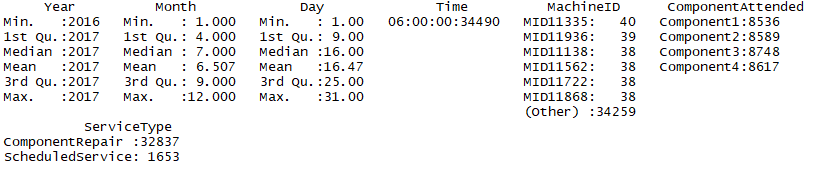 Year          Month             Day              Time            MachineID       ComponentAttended
Min.   :2016   Min.   : 1.000   Min.   : 1.00   06:00:00:34490   MID11335:   40   Component1:8536
1st Qu.:2017   1st Qu.: 4.000   1st Qu.: 9.00                    MID11936:   39   Component2:8589
Median :2017   Median : 7.000   Median :16.00                    MID11138:   38   Component3:8748
Mean   :2017   Mean   : 6.507   Mean   :16.47                    MID11562:   38   Component4:8617
3rd Qu.:2017   3rd Qu.: 9.000   3rd Qu.:25.00                    MID11722:   38
Max.   :2017   Max.   :12.000   Max.   :31.00                    MID11868:   38
                                                                 (Other) :34259
          ServiceType
ComponentRepair :32837
ScheduledService: 1653